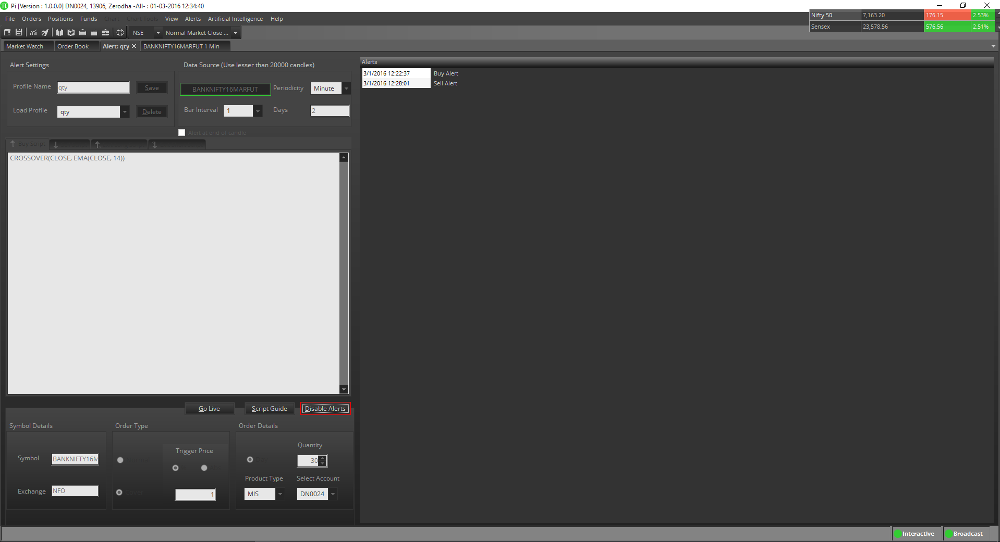 Pi [Version : 1.0.0.0] DN0024, 13906, Zerodha -All- : 01-03-2016 12:34:40
File Orders Positions Funds Chart Chart Tools View Alerts Artificial Intelligence Help
Nifty 50 7,163.20 176.15 2.53%
Sensex 23,578.56 576.56 2.51%
NSE Normal Market Close ...
Market Watch Order Book Alert: qty BANKNIFTY16MARFUT 1 Min
Alert Settings
Data Source (Use lesser than 20000 candles)
Profile Name qty Save
Load Profile qty Delete
BANKNIFTY16MARFUT Periodicity Minute
Bar Interval 1 Days 2
Alert at end of candle
Buy Script
CROSSOVER(CLOSE, EMA(CLOSE, 14))
Alerts
3/1/2016 12:22:37 Buy Alert
3/1/2016 12:28:01 Sell Alert
Go Live Script Guide Disable Alerts
Symbol Details
Symbol BANKNIFTY16M
Exchange NFO
Order Type
Trigger Price
Cover
1
Order Details
Quantity
30
Product Type Select Account
MIS DN0024
Interactive Broadcast